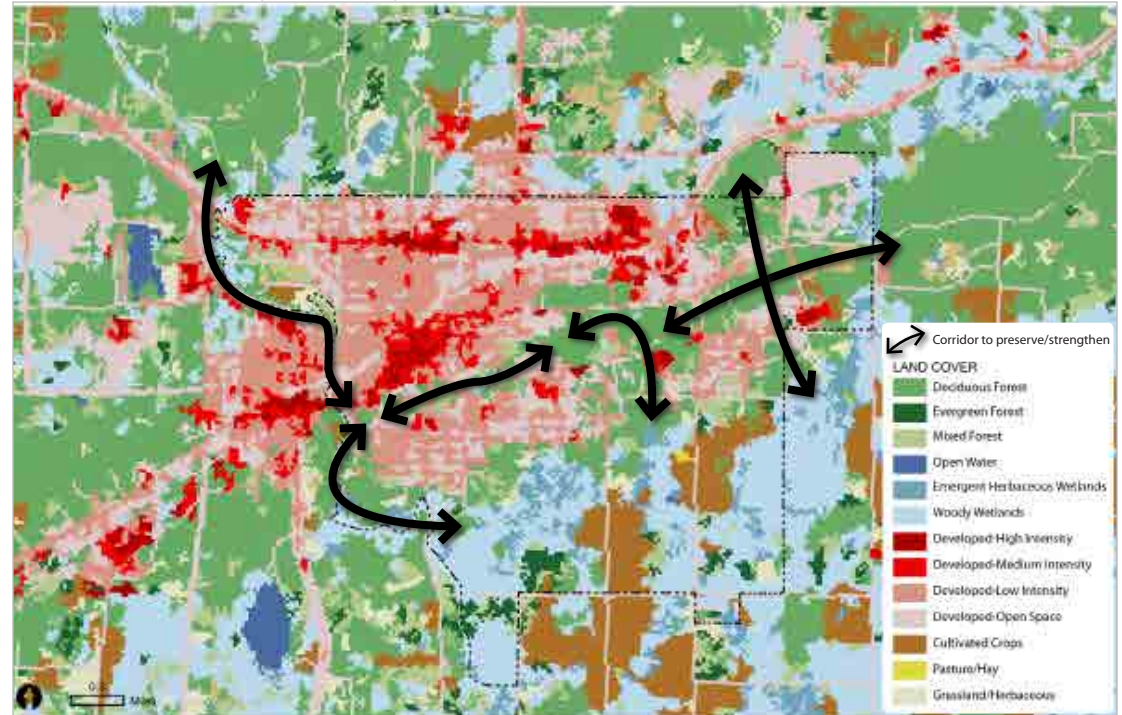 Corridor to preserve/strengthen
LAND COVER
Deciduous Forest
Evergreen Forest
Mixed Forest
Open Water
Emergent Herbaceous Wetlands
Woody Wetlands
Developed-High Intensity
Developed-Medium Intensity
Developed-Low Intensity
Developed-Open Space
Cultivated Crops
Pasture/Hay
Grassland/Herbaceous
Miles